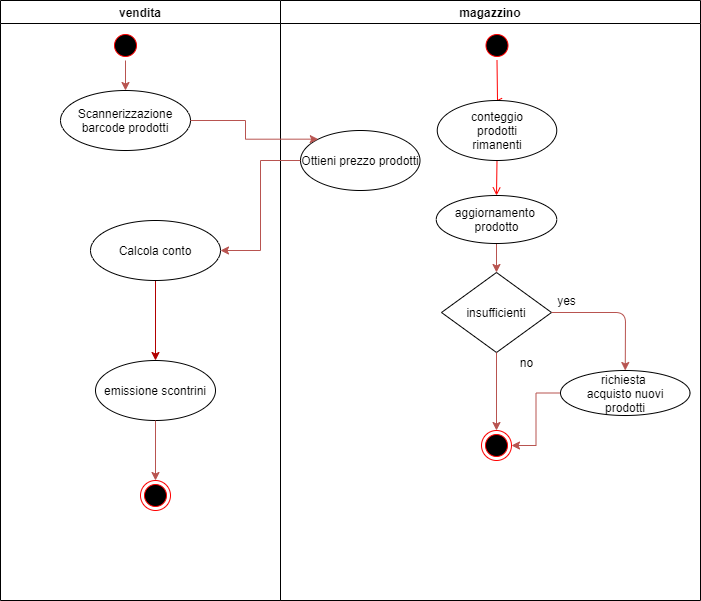 vendita
magazzino
Scannerizzazione
barcode prodotti
conteggio
prodotti
rimanenti
Ottieni prezzo prodotti
aggiornamento
prodotto
Calcola conto
insufficienti
yes
no
emissione scontrini
richiesta
acquisto nuovi
prodotti